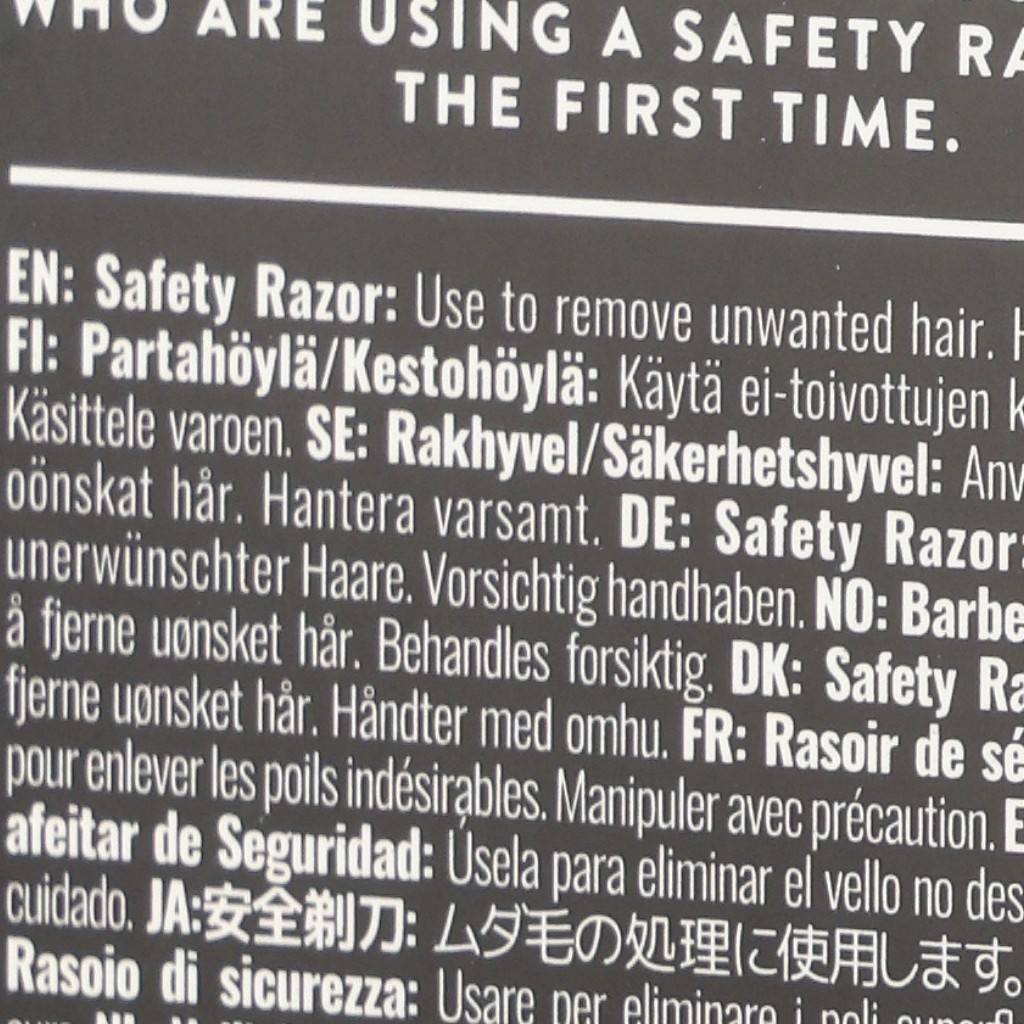 WHO ARE USING A SAFETY
THE FIRST TIME.
EN: Safety Razor: Use to remove unwanted hair.
FI: Partahöylä/Kestohöylä: Käytä ei-toivottujen
Käsittele varoen. SE: Rakhyvel/Säkerhetshyvel:
oönskat hår. Hantera varsamt. DE: Safety Razor:
unerwünschter Haare. Vorsichtig handhaben. NO:
å fjerne uønsket hår. Behandles forsiktig. DK: Safety
fjerne uønsket hår. Håndter med omhu. FR: Rasoir de
pour enlever les poils indésirables. Manipuler avec précaution.
afeitar de Seguridad: Úsela para eliminar el vello no
cuidado. JA:安全剃刀: ムダ毛の処理に使用します。
Rasoio di sicurezza: Usare per eliminare i peli